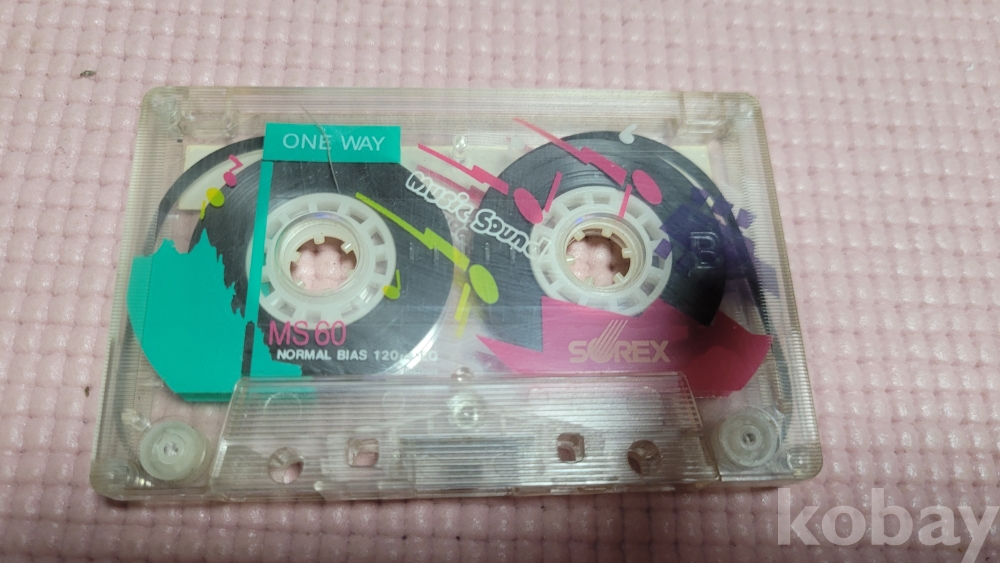 ONE WAY
Music Sound
B
MS 60
NORMAL BIAS 120
SOREX
kobay